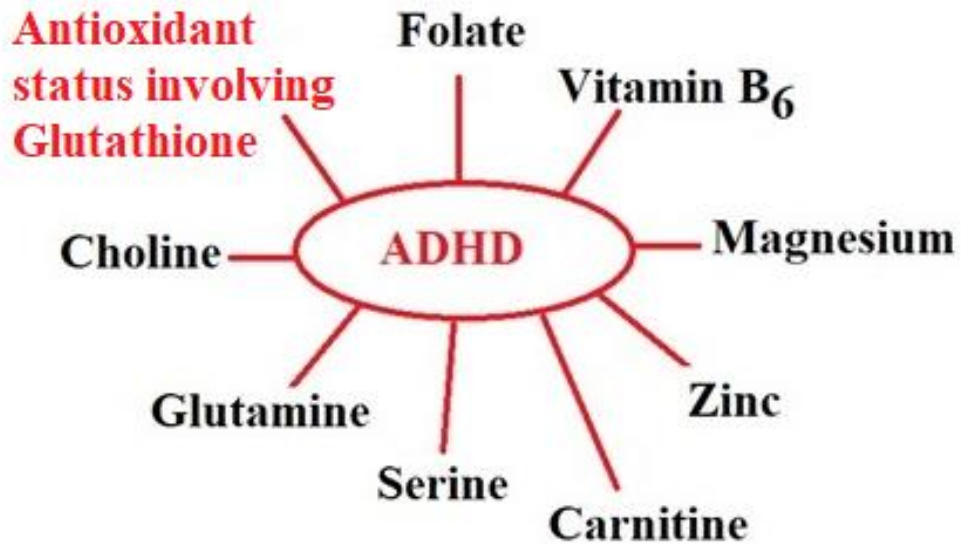 Antioxidant
status involving
Glutathione
Folate
Vitamin B6
Choline
ADHD
Magnesium
Glutamine
Zinc
Serine
Carnitine